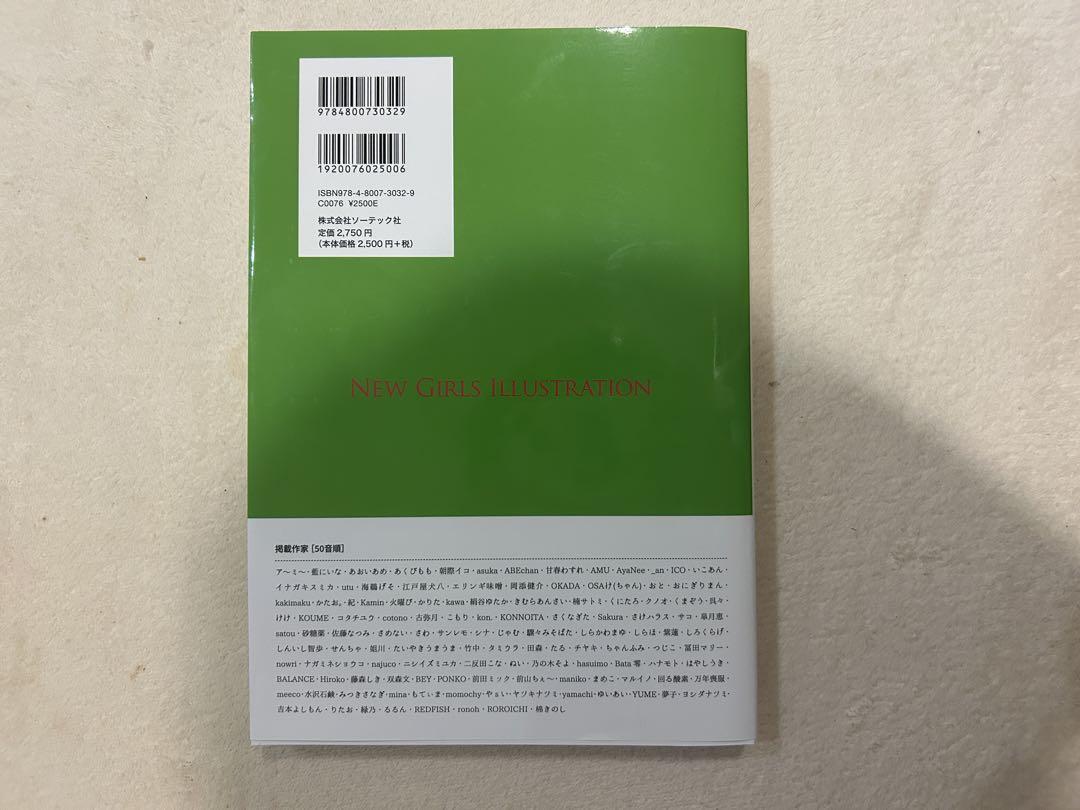 9784800730329
1920076025006
ISBN978-4-8007-3032-9
C0076 ¥2500E
株式会社ソーテック社
定価2,750円
(本体価格2,500円+税)
NEW GIRLS ILLUSTRATION
掲載作家 [50音順]
ア〜ミ〜・藍にいな・あおいあめ・あくびもも・朝際イコ・asuka・ABEchan・甘春わすれ・AMU・AyaNee・_an・ICO・いこあん・
イナガキスミカ・utu・海鵜げそ・江戸屋犬八・エリンギ味噌・岡添健介・OKADA・OSAけ(ちゃん)・おと・おにぎりまん・
kakimaku・かたお。・紀・Kamin・火曜び・かりた・kawa・絹谷ゆたか・きむらあんさい・楠サトミ・くにたろ・クノオ・くまぞう・呉々・
けけ・KOUME・コタチユウ・cotono・古弥月・こもり・kon.・KONNOITA・さくなぎた・Sakura・さけハラス・サコ・皐月恵・
satou・砂糖薬・佐藤なつみ・さめない・さわ・サンレモ・シナ・じゃむ・驟々みそばた・しらかわまゆ・しらほ・紫蓮・しろくらげ・
しんいし智歩・せんちゃ・姐川・たいやきうまうま・竹中・タミウラ・田森・たる・チヤキ・ちゃんふみ・つじこ・冨田マリー・
nowri・ナガミネショウコ・najuco・ニシイズミユカ・二反田こな・ぬい・乃の木そよ・hasuimo・Bata 零・ハナモト・はやしうき・
BALANCE・Hiroko・藤森しき・双森文・BEY・PONKO・前田ミック・前山ちぇ〜・maniko・まめこ・マルイノ・回る酸素・万年喪服・
meeco・水沢石鹸・みつきさなぎ・mina・もてぃま・momochy・やょい・ヤツキナツミ・yamachi・ゆいあい・YUME・夢子・ヨシダナツミ・
吉本よしもん・りたお・緑乃・るるん・REDFISH・ronoh・ROROICHI・棉きのし